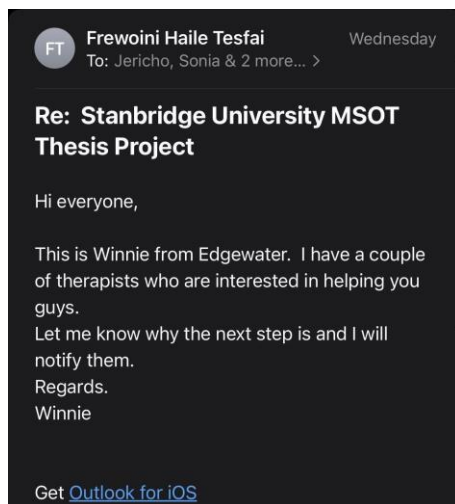 FT
Frewoini Haile Tesfai
Wednesday
To: Jericho, Sonia & 2 more... >
Re:  Stanbridge University MSOT
Thesis Project
Hi everyone,
This is Winnie from Edgewater.  I have a couple
of therapists who are interested in helping you
guys.
Let me know why the next step is and I will
notify them.
Regards.
Winnie
Get Outlook for iOS